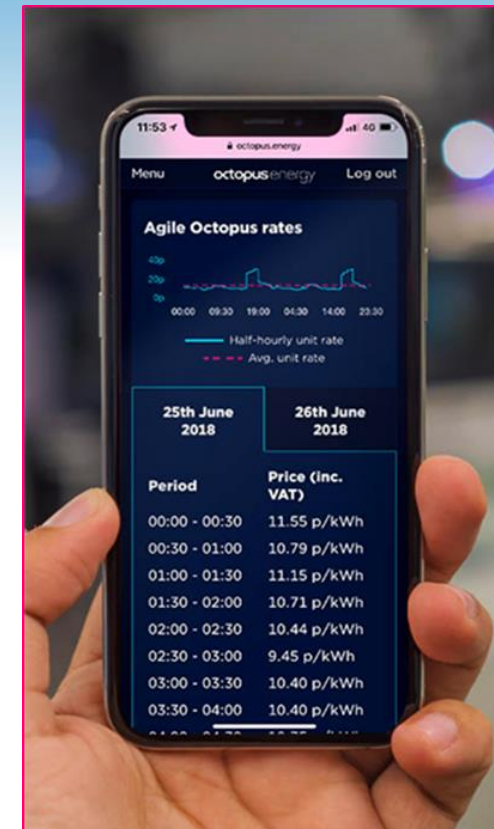 11:53 4G
octopus.energy
Menu octopusenergy Log out
Agile Octopus rates
40p
20p
0p
00:00 09:30 19:00 04:30 14:00 23:30
Half-hourly unit rate
Avg. unit rate
25th June 2018 26th June 2018
Period Price (inc. VAT)
00:00 - 00:30 11.55 p/kWh
00:30 - 01:00 10.79 p/kWh
01:00 - 01:30 11.15 p/kWh
01:30 - 02:00 10.71 p/kWh
02:00 - 02:30 10.44 p/kWh
02:30 - 03:00 9.45 p/kWh
03:00 - 03:30 10.40 p/kWh
03:30 - 04:00 10.40 p/kWh